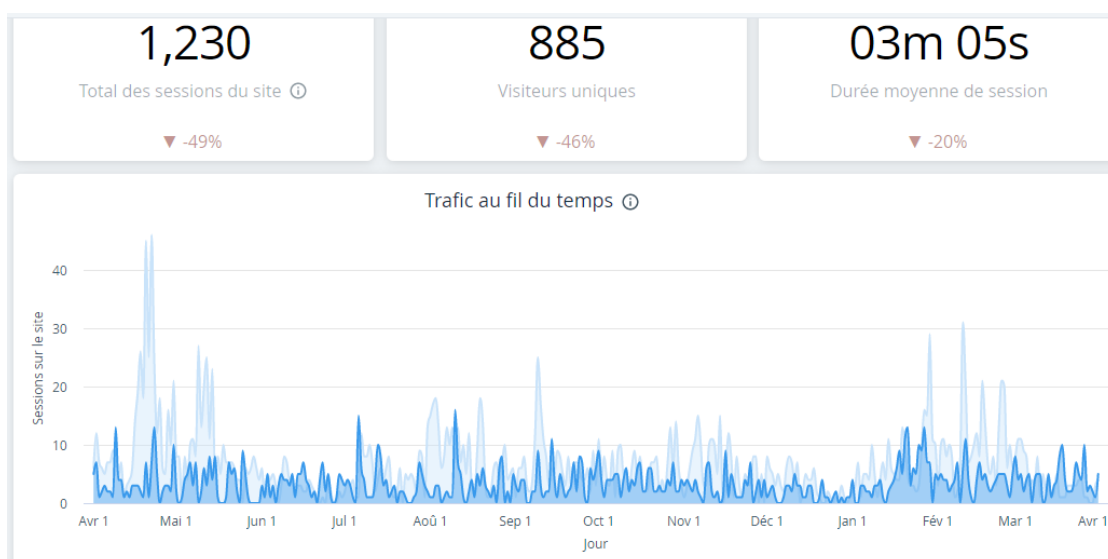 1,230
885
03m 05s
Total des sessions du site
Visiteurs uniques
Durée moyenne de session
▼ -49%
▼ -46%
▼ -20%
Trafic au fil du temps
Sessions sur le site
40
30
20
10
0
Avr 1
Mai 1
Jun 1
Jul 1
Aoû 1
Sep 1
Oct 1
Nov 1
Déc 1
Jan 1
Fév 1
Mar 1
Avr 1
Jour